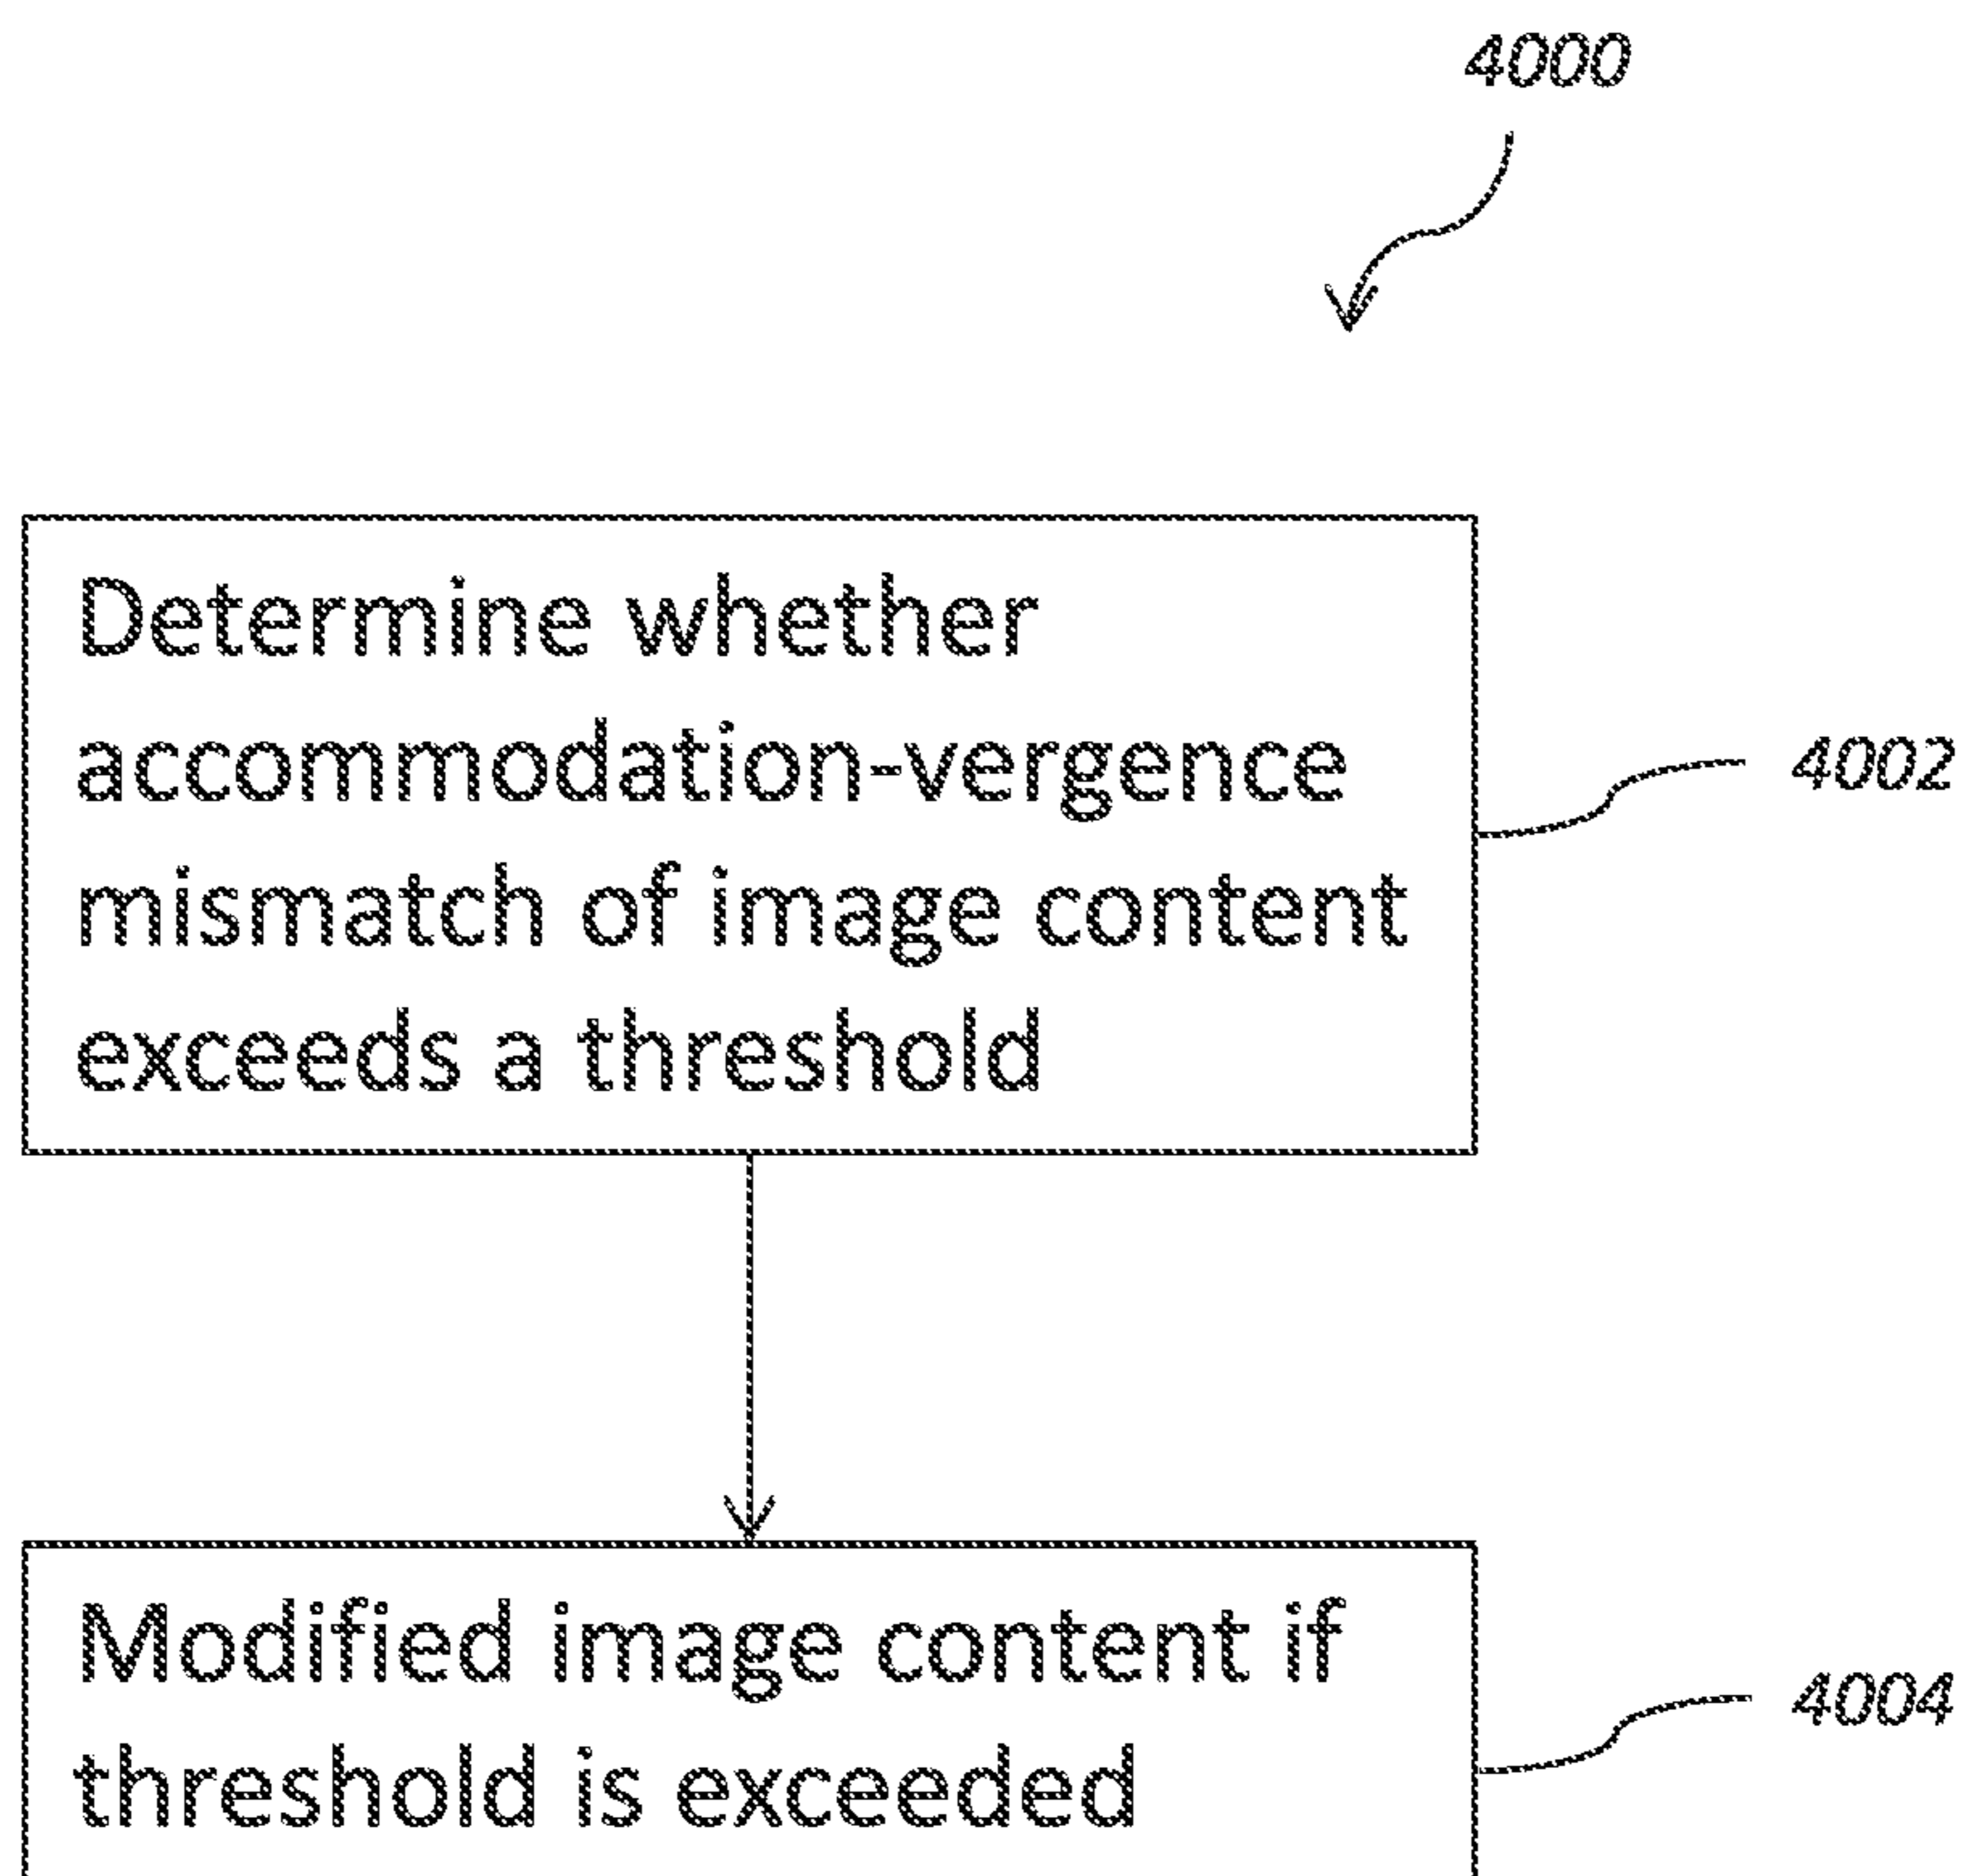 4000
Determine whether
accommodation-vergence
mismatch of image content
exceeds a threshold
4002
Modified image content if
threshold is exceeded
4004